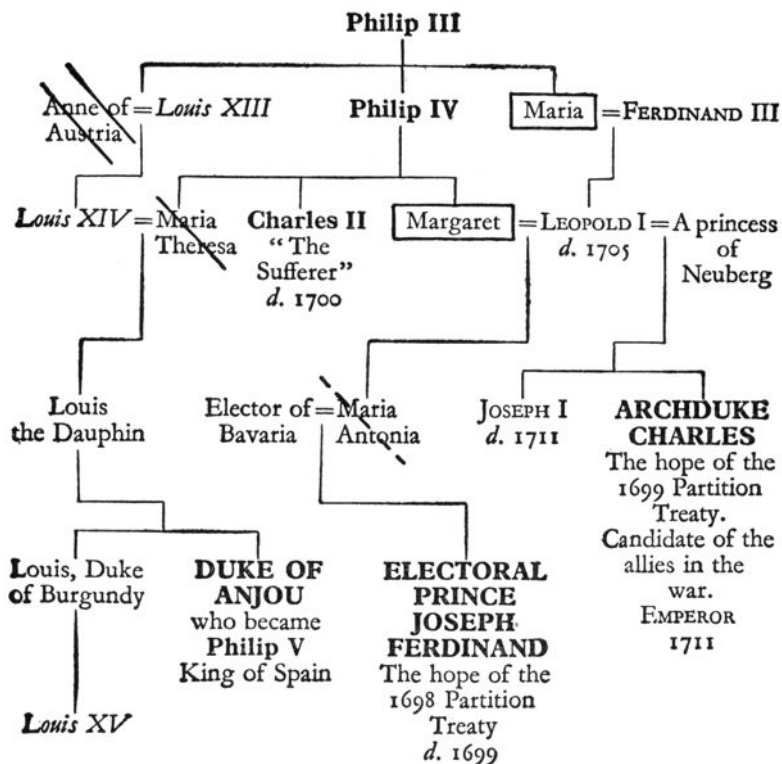 Philip III
Anne of = Louis XIII
Austria
Philip IV
Maria = FERDINAND III
Louis XIV = Maria
Theresa
Charles II
"The
Sufferer"
d. 1700
Margaret = LEOPOLD I = A princess
d. 1705
of
Neuberg
Louis
the Dauphin
Elector of = Maria
Bavaria Antonia
JOSEPH I
d. 1711
ARCHDUKE
CHARLES
The hope of the
1699 Partition
Treaty.
Candidate of the
allies in the
war.
EMPEROR
1711
Louis, Duke
of Burgundy
DUKE OF
ANJOU
who became
Philip V
King of Spain
ELECTORAL
PRINCE
JOSEPH
FERDINAND
The hope of the
1698 Partition
Treaty
d. 1699
Louis XV